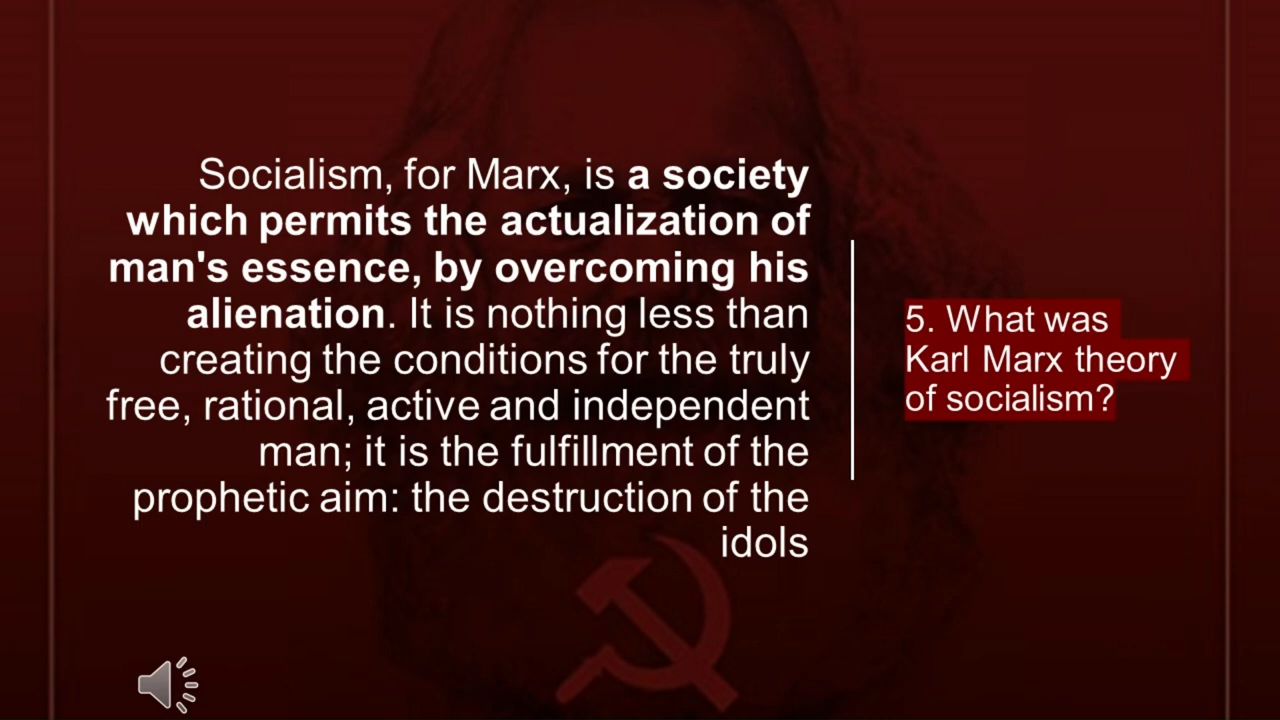 Socialism, for Marx, is a society
which permits the actualization of
man's essence, by overcoming his
alienation. It is nothing less than
creating the conditions for the truly
free, rational, active and independent
man; it is the fulfillment of the
prophetic aim: the destruction of the
idols
5. What was
Karl Marx theory
of socialism?